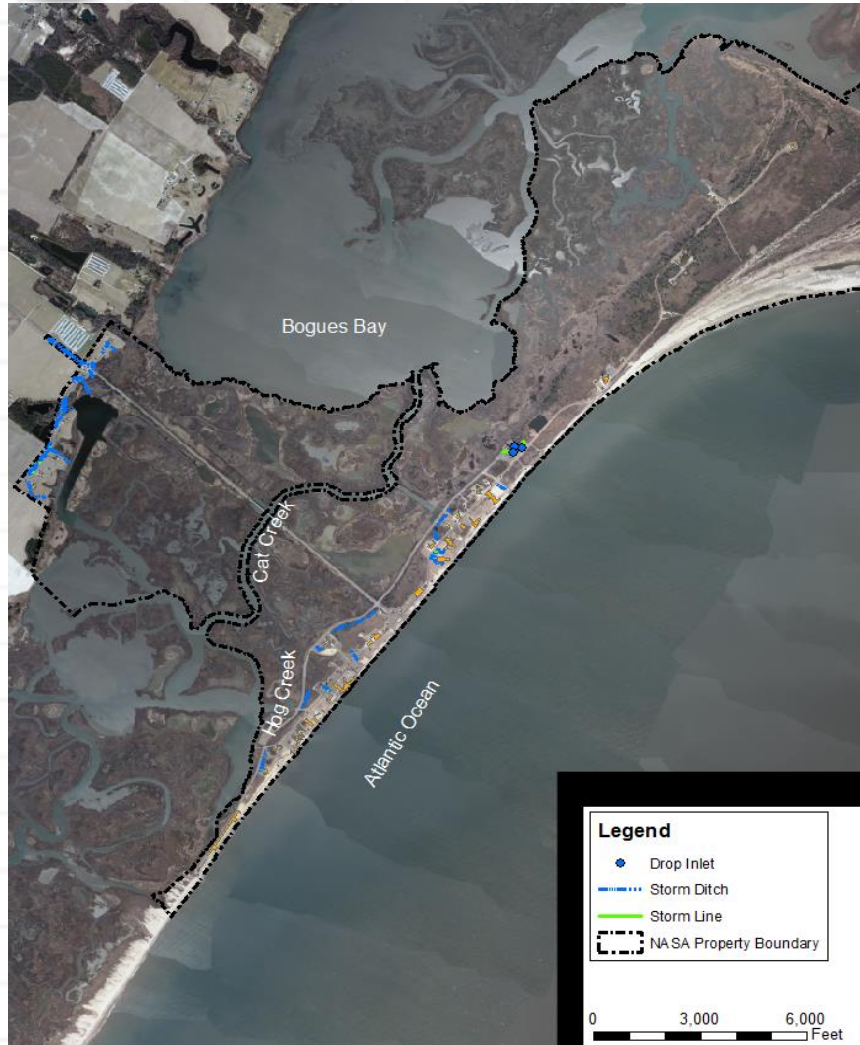 Bogues Bay
Cat Creek
Hog Creek
Atlantic Ocean
Legend
Drop Inlet
Storm Ditch
Storm Line
NASA Property Boundary
0 3,000 6,000
Feet